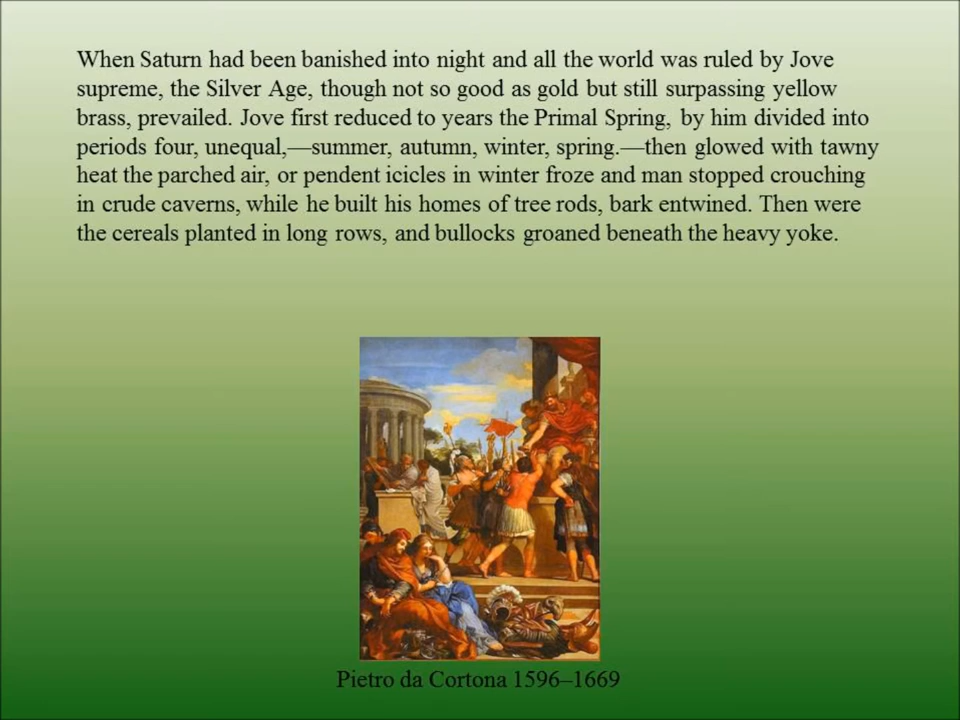 When Saturn had been banished into night and all the world was ruled by Jove
supreme, the Silver Age, though not so good as gold but still surpassing yellow
brass, prevailed. Jove first reduced to years the Primal Spring, by him divided into
periods four, unequal,—summer, autumn, winter, spring.—then glowed with tawny
heat the parched air, or pendent icicles in winter froze and man stopped crouching
in crude caverns, while he built his homes of tree rods, bark entwined. Then were
the cereals planted in long rows, and bullocks groaned beneath the heavy yoke.
Pietro da Cortona 1596–1669